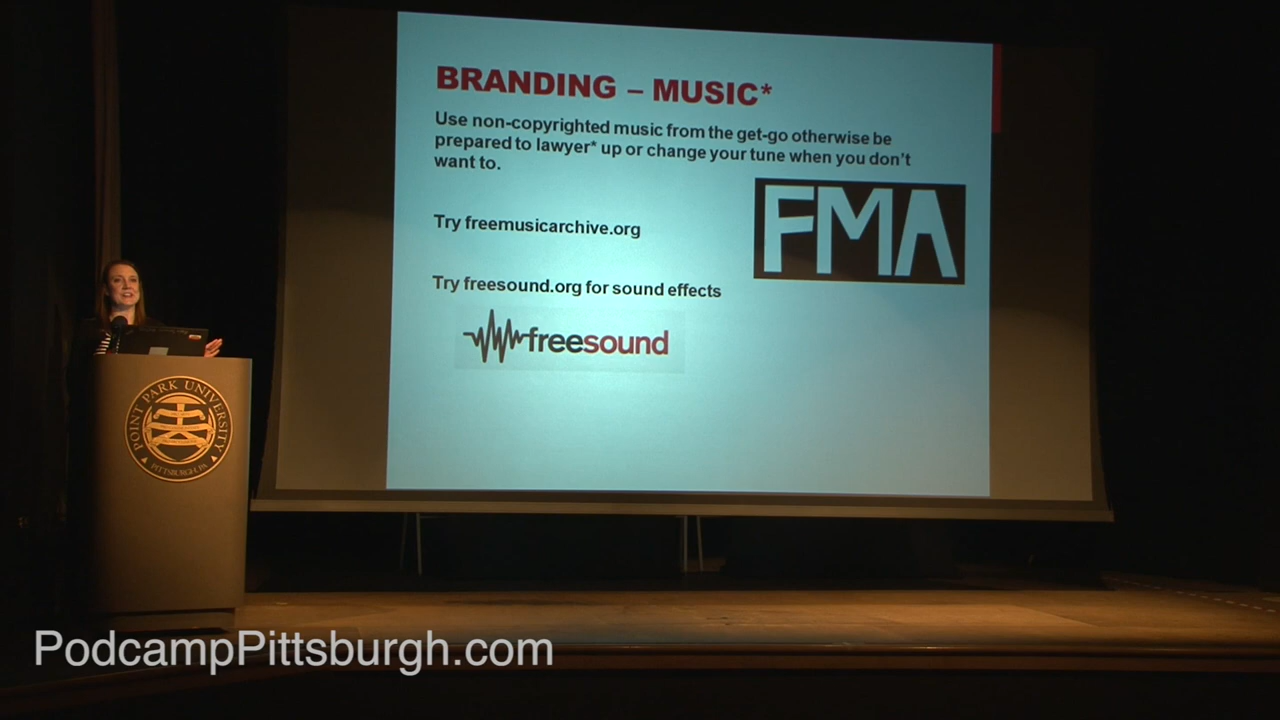 BRANDING – MUSIC*
Use non-copyrighted music from the get-go otherwise be
prepared to lawyer* up or change your tune when you don't
want to.
FMA
Try freemusicarchive.org
Try freesound.org for sound effects
freesound
POINT PARK UNIVERSITY
PITTSBURGH, PA
PodcampPittsburgh.com